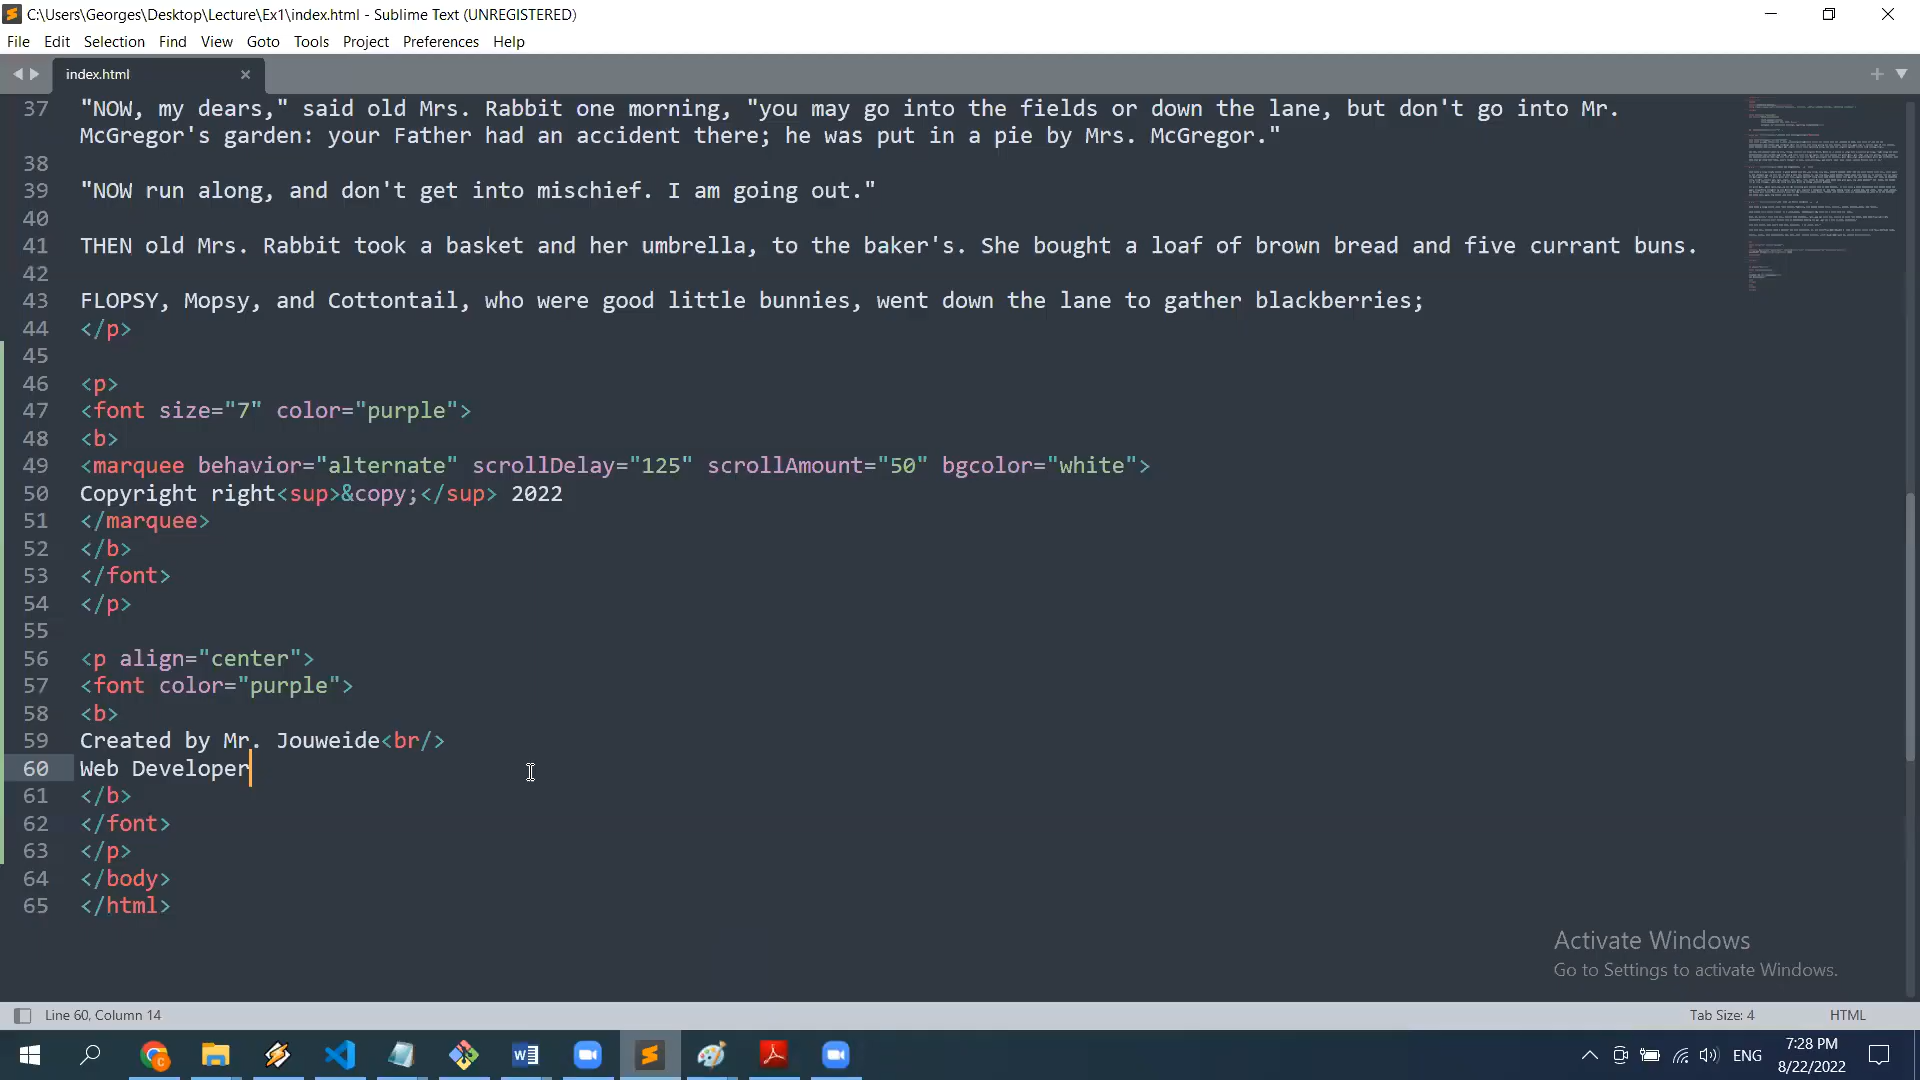 C:\Users\Georges\Desktop\Lecture\Ex1\index.html - Sublime Text (UNREGISTERED)
File Edit Selection Find View Goto Tools Project Preferences Help
index.html
37 "NOW, my dears," said old Mrs. Rabbit one morning, "you may go into the fields or down the lane, but don't go into Mr.
McGregor's garden: your Father had an accident there; he was put in a pie by Mrs. McGregor."
38
39 "NOW run along, and don't get into mischief. I am going out."
40
41 THEN old Mrs. Rabbit took a basket and her umbrella, to the baker's. She bought a loaf of brown bread and five currant buns.
42
43 FLOPSY, Mopsy, and Cottontail, who were good little bunnies, went down the lane to gather blackberries;
44 </p>
45
46 <p>
47 <font size="7" color="purple">
48 <b>
49 <marquee behavior="alternate" scrollDelay="125" scrollAmount="50" bgcolor="white">
50 Copyright right<sup>&copy;</sup> 2022
51 </marquee>
52 </b>
53 </font>
54 </p>
55
56 <p align="center">
57 <font color="purple">
58 <b>
59 Created by Mr. Jouweide<br/>
60 Web Developer
61 </b>
62 </font>
63 </p>
64 </body>
65 </html>
Activate Windows
Go to Settings to activate Windows.
Line 60, Column 14 Tab Size: 4 HTML
ENG
7:28 PM
8/22/2022